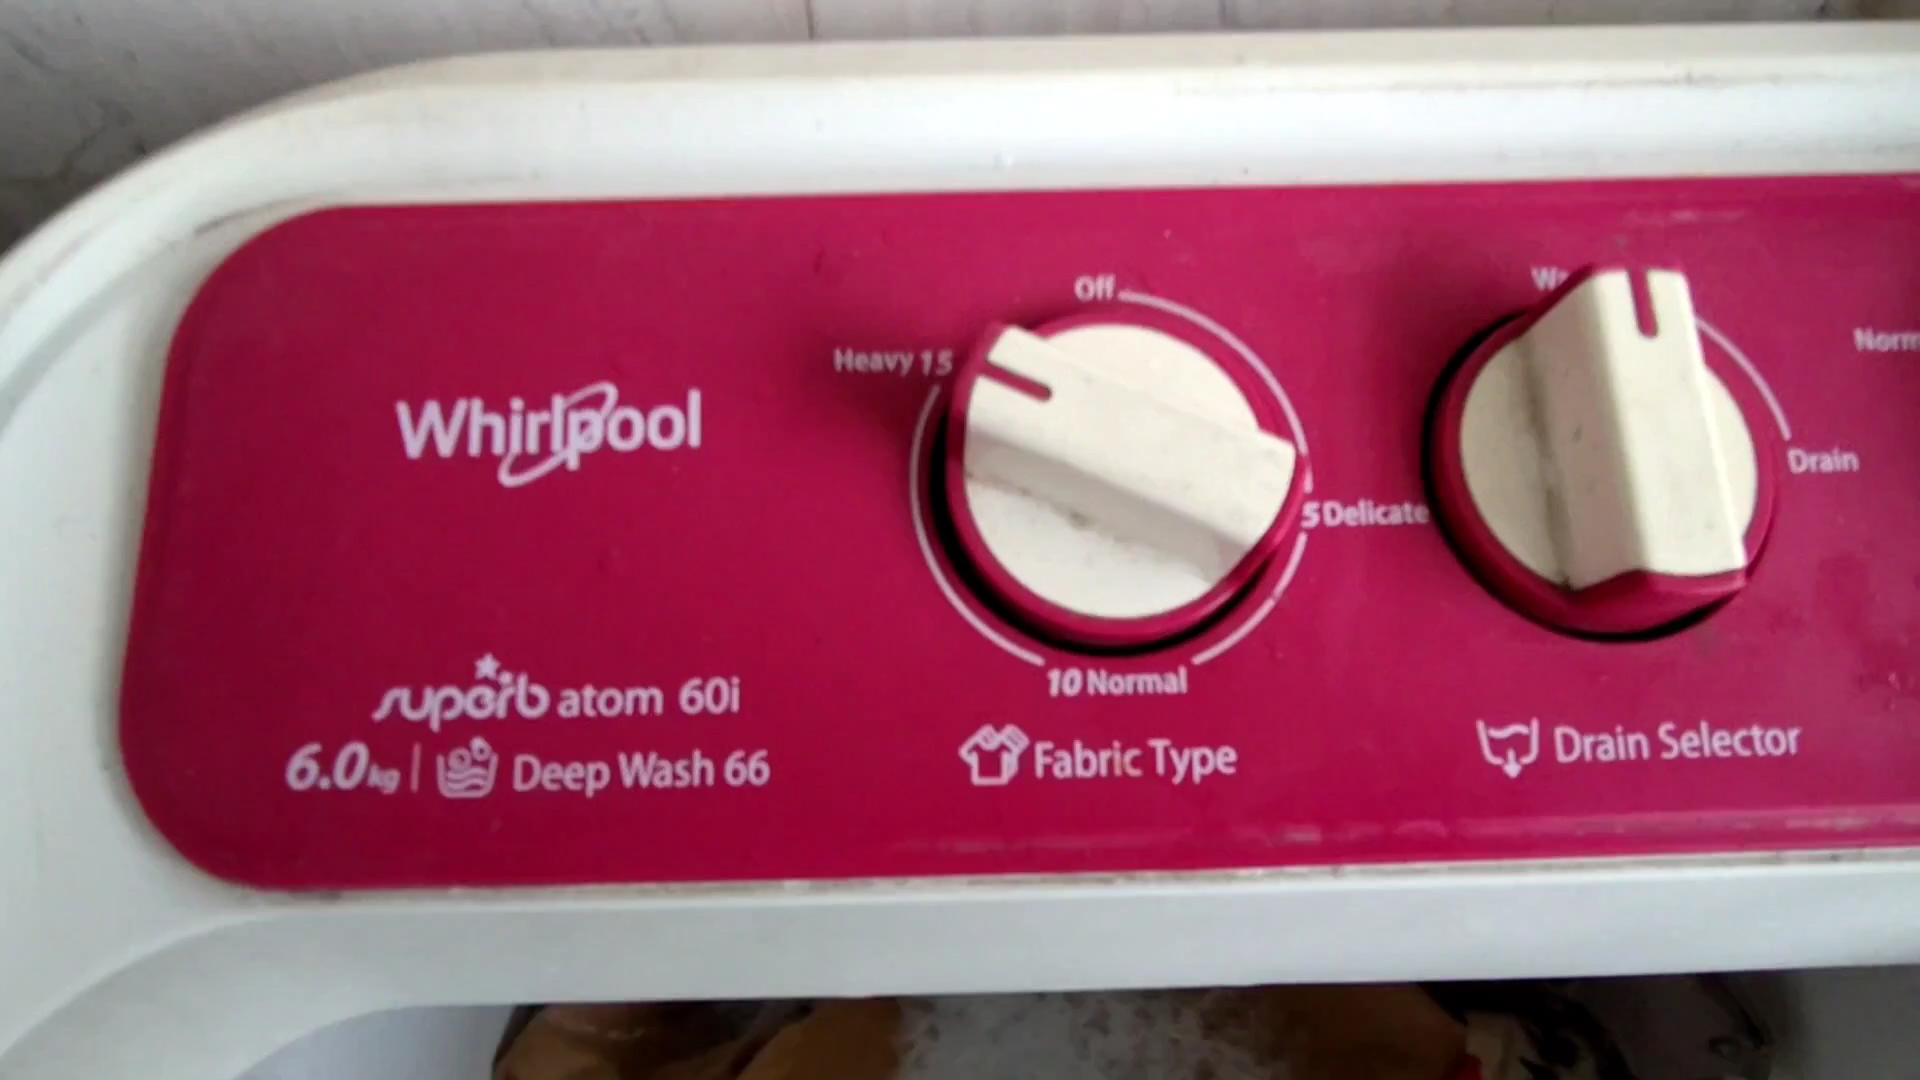 Whirlpool
superb atom 60i
6.0kg | Deep Wash 66
Off
Heavy 15
5 Delicate
10 Normal
Fabric Type
Drain
Drain Selector